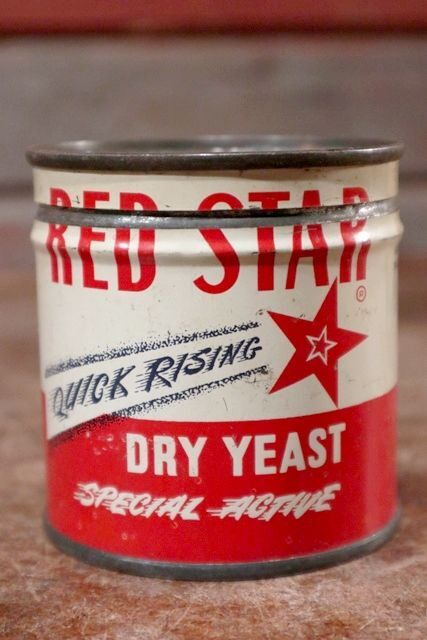 RED STAR
®
QUICK RISING
DRY YEAST
SPECIAL ACTIVE